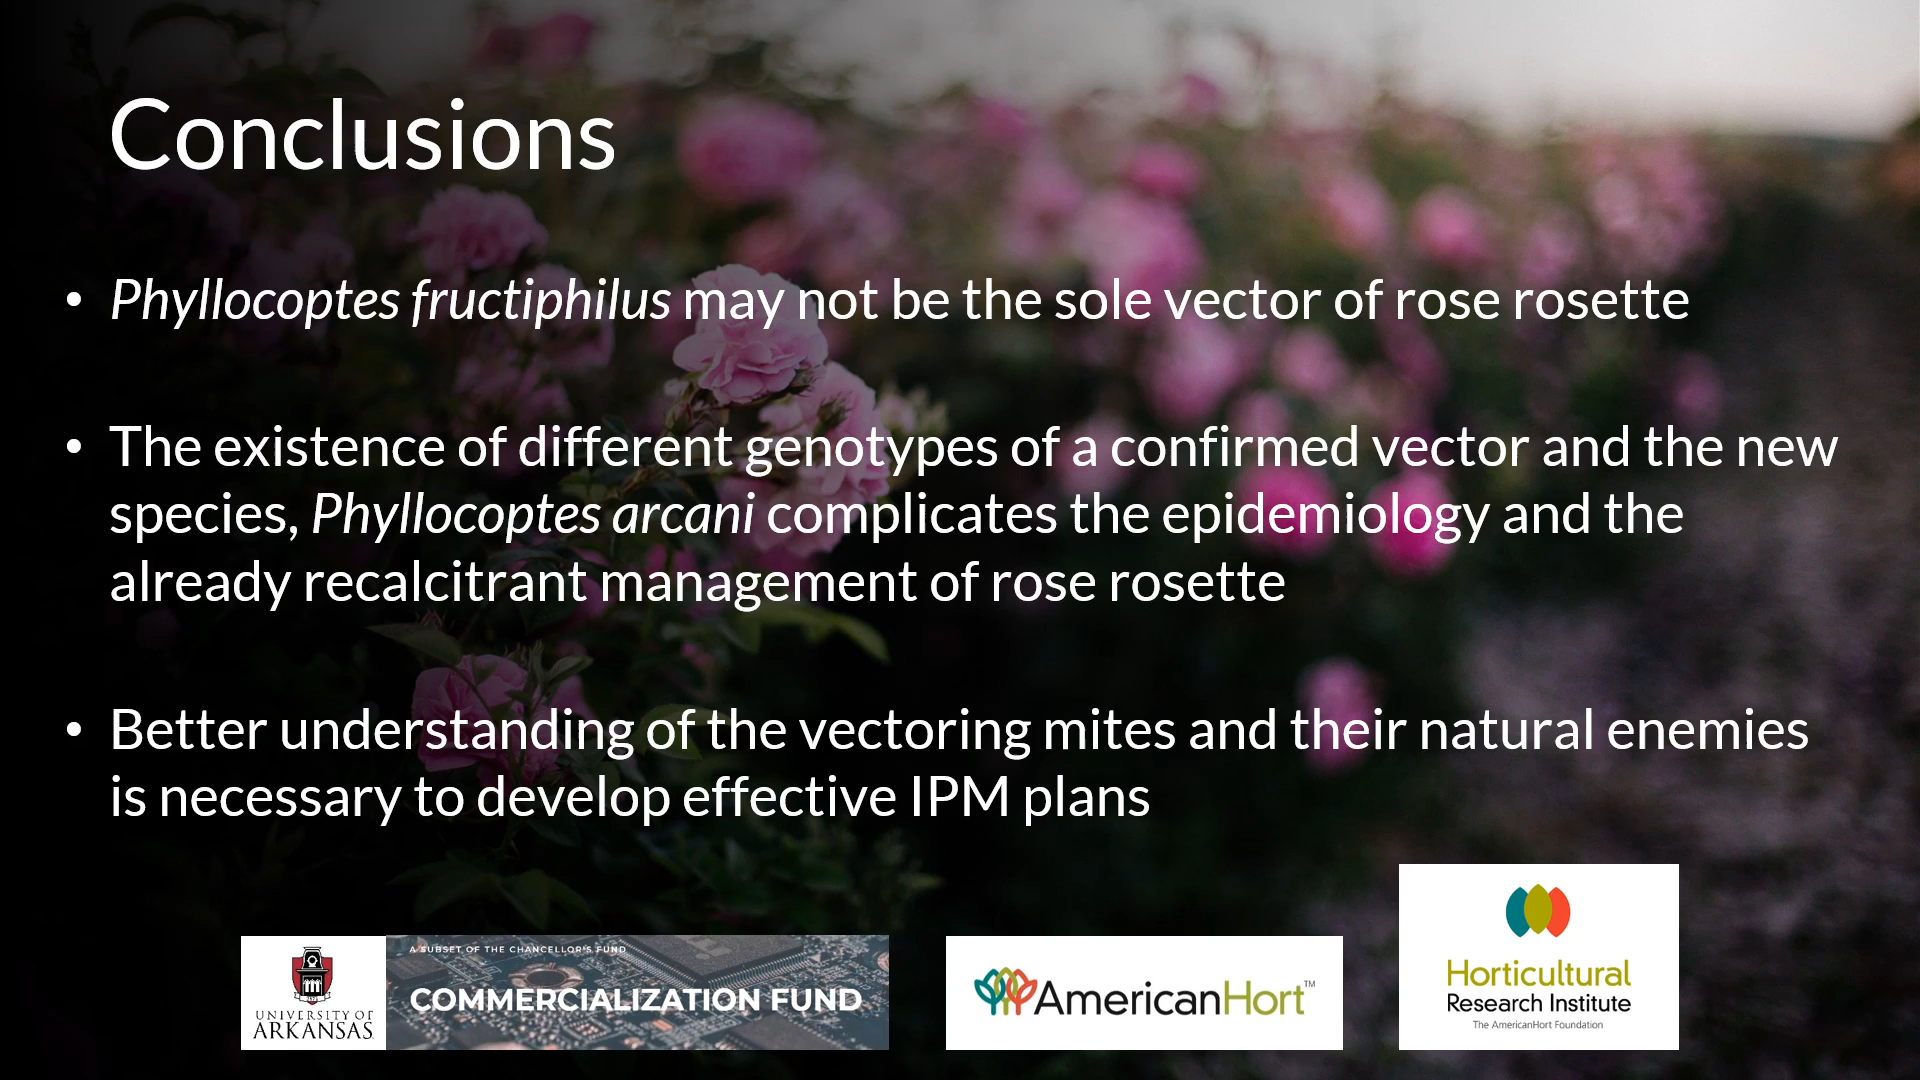 Conclusions
• Phyllocoptes fructiphilus may not be the sole vector of rose rosette
• The existence of different genotypes of a confirmed vector and the new
species, Phyllocoptes arcani complicates the epidemiology and the
already recalcitrant management of rose rosette
• Better understanding of the vectoring mites and their natural enemies
is necessary to develop effective IPM plans
A SUBSET OF THE CHANCELLOR'S FUND
COMMERCIALIZATION FUND
UNIVERSITY OF
ARKANSAS
AmericanHort™
Horticultural
Research Institute
The AmericanHort Foundation